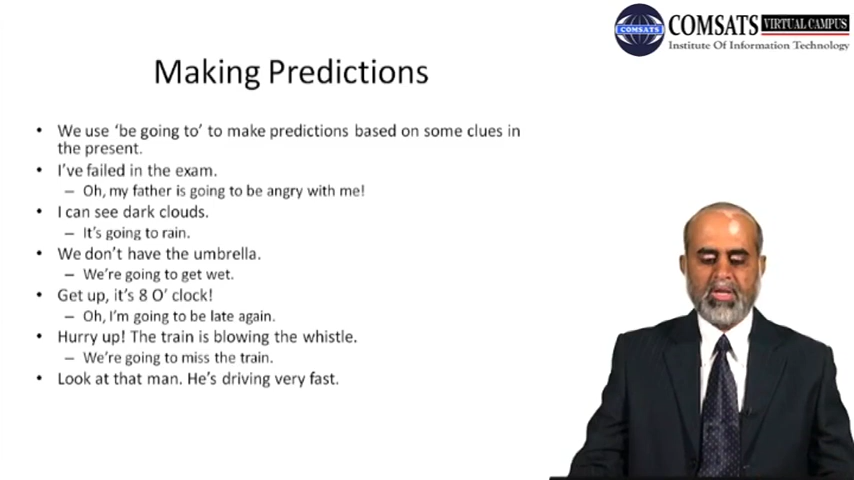 COMSATS
COMSATS VIRTUAL CAMPUS
Institute Of Information Technology
Making Predictions
• We use ‘be going to’ to make predictions based on some clues in
the present.
• I’ve failed in the exam.
– Oh, my father is going to be angry with me!
• I can see dark clouds.
– It’s going to rain.
• We don’t have the umbrella.
– We’re going to get wet.
• Get up, it’s 8 O’ clock!
– Oh, I’m going to be late again.
• Hurry up! The train is blowing the whistle.
– We’re going to miss the train.
• Look at that man. He’s driving very fast.